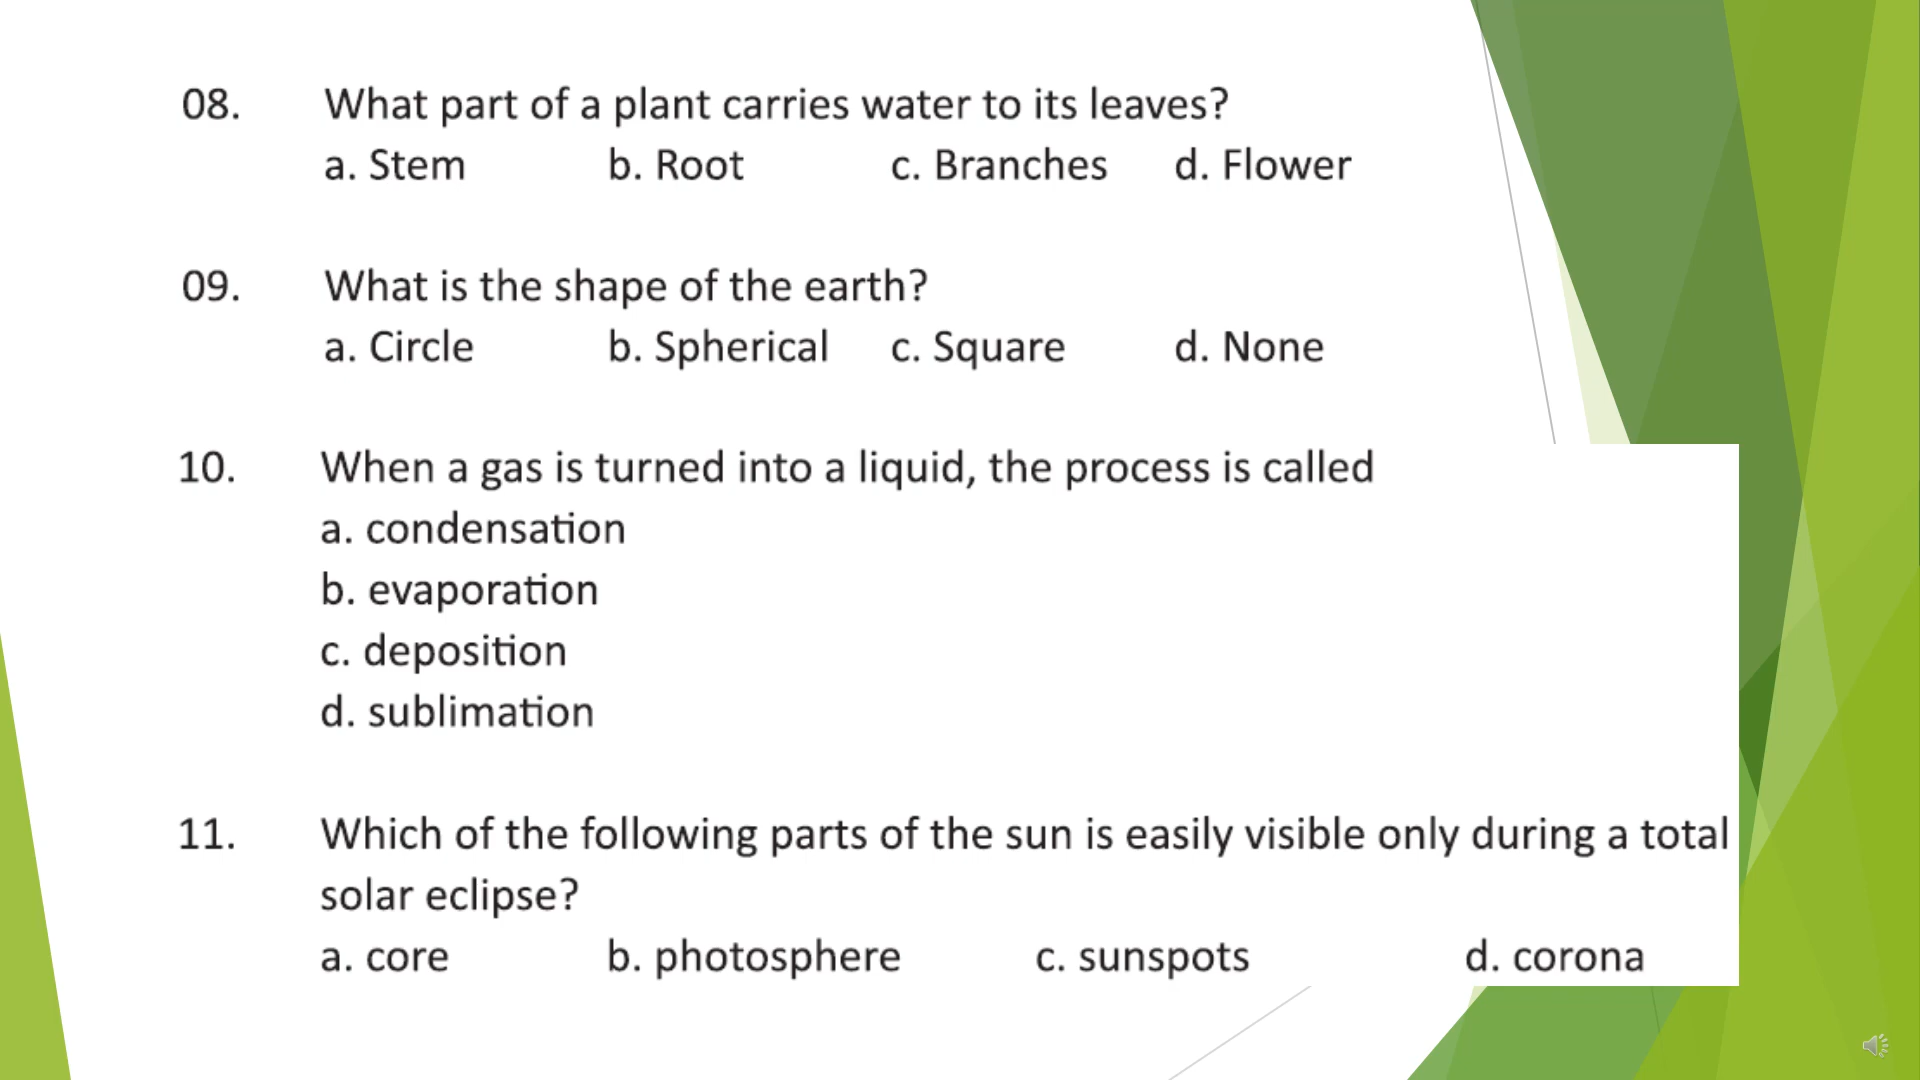 08. What part of a plant carries water to its leaves?
a. Stem b. Root c. Branches d. Flower
09. What is the shape of the earth?
a. Circle b. Spherical c. Square d. None
10. When a gas is turned into a liquid, the process is called
a. condensation
b. evaporation
c. deposition
d. sublimation
11. Which of the following parts of the sun is easily visible only during a total
solar eclipse?
a. core b. photosphere c. sunspots d. corona